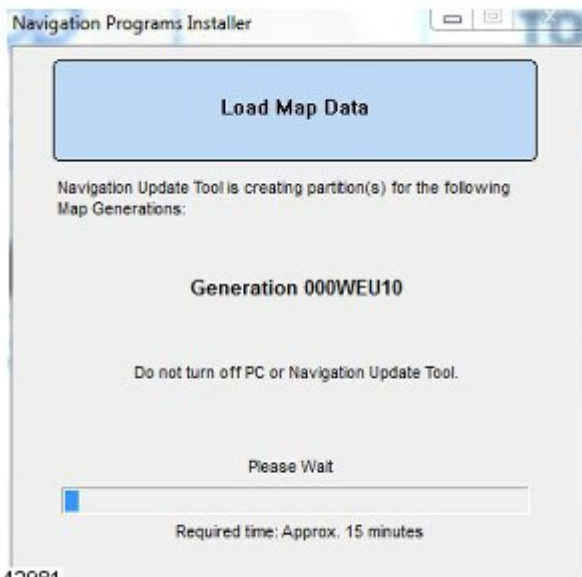 Navigation Programs Installer
Load Map Data
Navigation Update Tool is creating partition(s) for the following
Map Generations:
Generation 000WEU10
Do not turn off PC or Navigation Update Tool.
Please Wait
Required time: Approx. 15 minutes